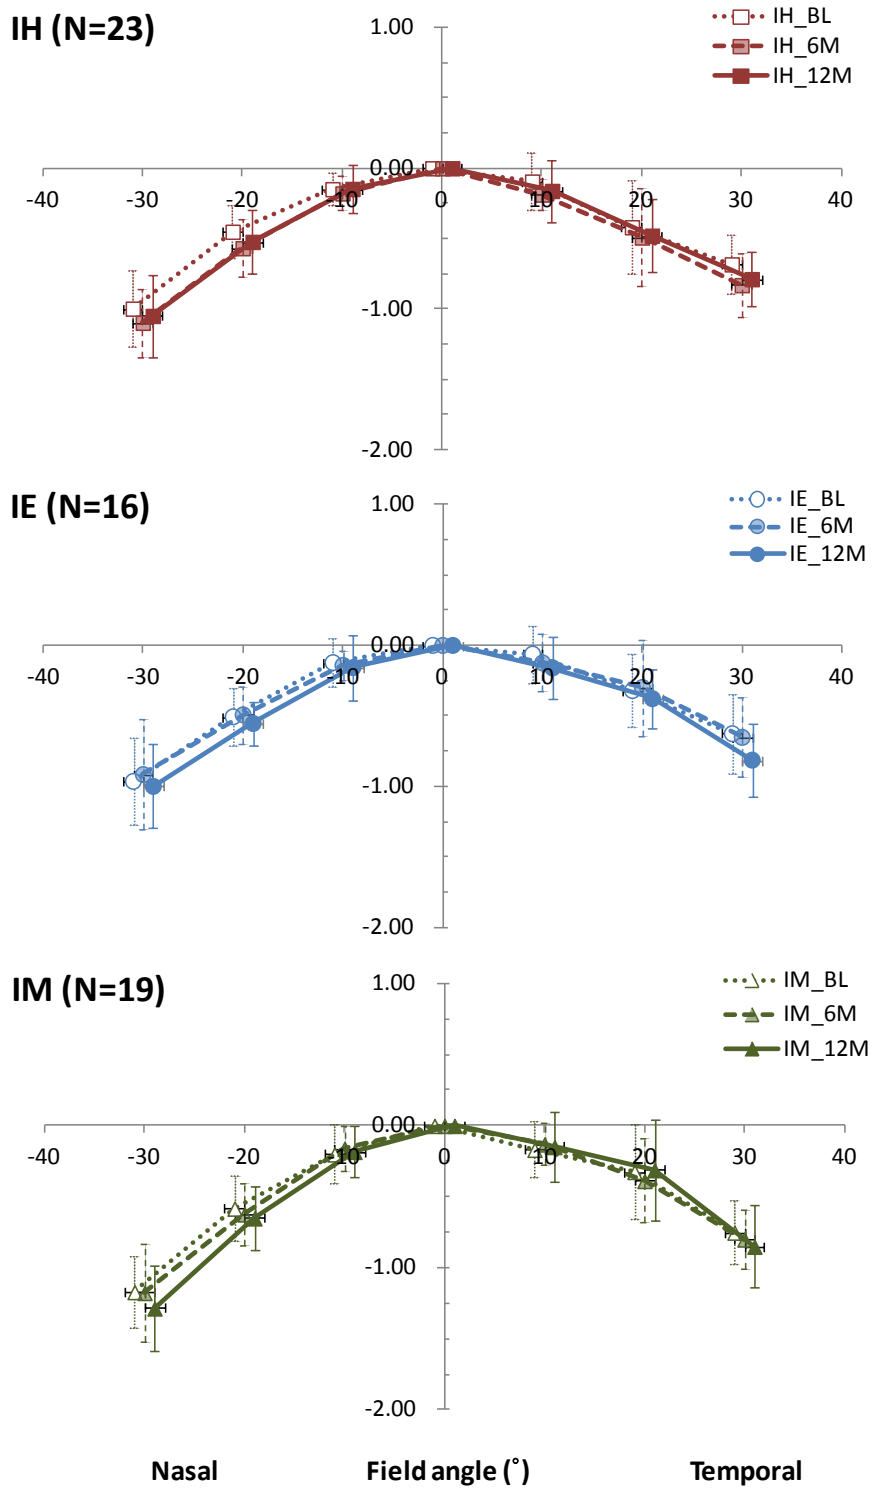 IH (N=23)
1.00
IH_BL
IH_6M
IH_12M
0.00
-40 -30 -20 -10 0 10 20 30 40
-1.00
-2.00
IE (N=16)
1.00
IE_BL
IE_6M
IE_12M
0.00
-40 -30 -20 -10 0 10 20 30 40
-1.00
-2.00
IM (N=19)
1.00
IM_BL
IM_6M
IM_12M
0.00
-40 -30 -20 -10 0 10 20 30 40
-1.00
-2.00
Nasal Field angle (˚) Temporal